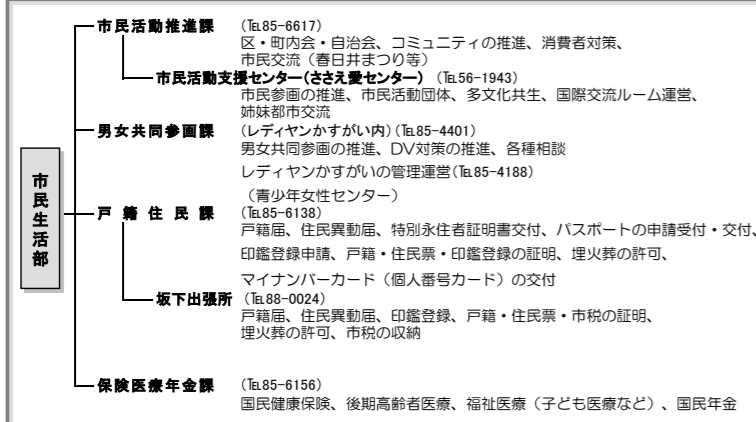 市民生活部
市民活動推進課 (℡85-6617)
区・町内会・自治会、コミュニティの推進、消費者対策、
市民交流（春日井まつり等）
市民活動支援センター(ささえ愛センター) (℡56-1943)
市民参画の推進、市民活動団体、多文化共生、国際交流ルーム運営、
姉妹都市交流
男女共同参画課 (レディヤンかすがい内)(℡85-4401)
男女共同参画の推進、DV対策の推進、各種相談
レディヤンかすがいの管理運営(℡85-4188)
（青少年女性センター）
戸籍住民課 (℡85-6138)
戸籍届、住民異動届、特別永住者証明書交付、パスポートの申請受付・交付、
印鑑登録申請、戸籍・住民票・印鑑登録の証明、埋火葬の許可、
マイナンバーカード（個人番号カード）の交付
坂下出張所 (℡88-0024)
戸籍届、住民異動届、印鑑登録、戸籍・住民票・市税の証明、
埋火葬の許可、市税の収納
保険医療年金課 (℡85-6156)
国民健康保険、後期高齢者医療、福祉医療（子ども医療など）、国民年金